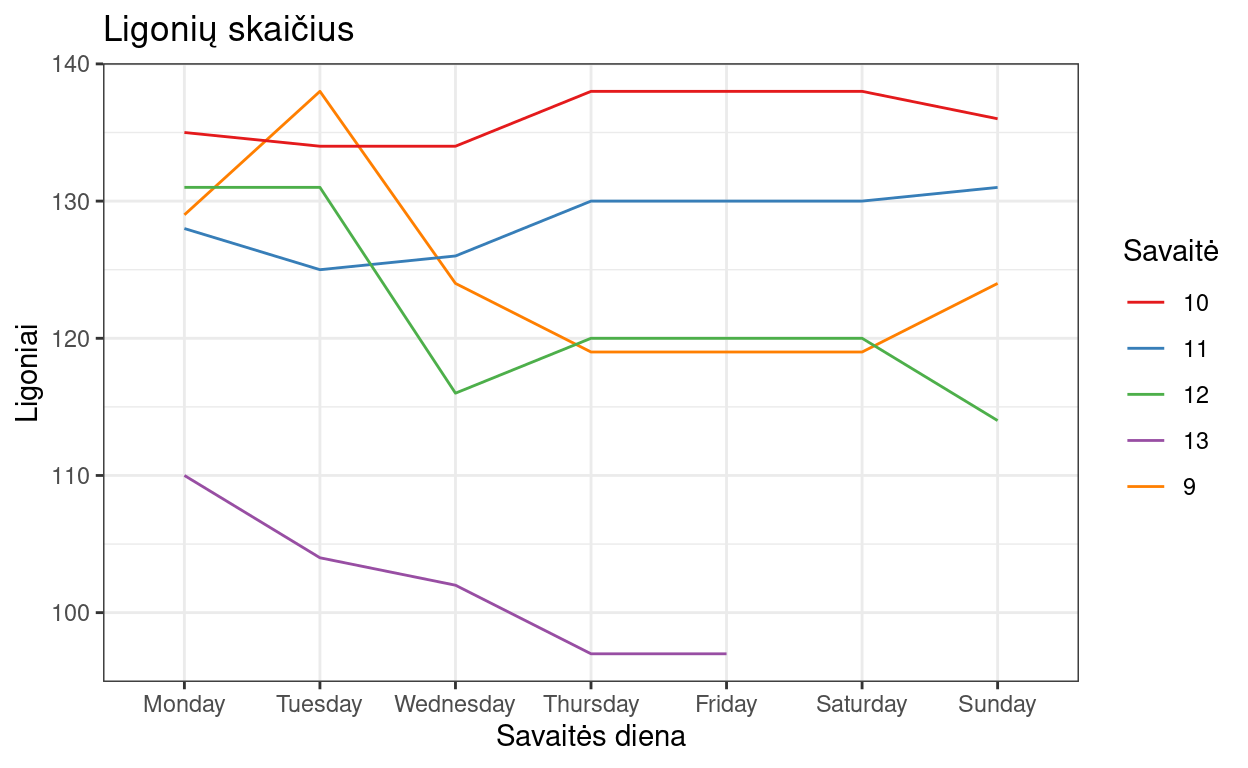 Ligonių skaičius
140
130
120
110
100
Ligoniai
Monday Tuesday Wednesday Thursday Friday Saturday Sunday
Savaitės diena
Savaitė
10
11
12
13
9